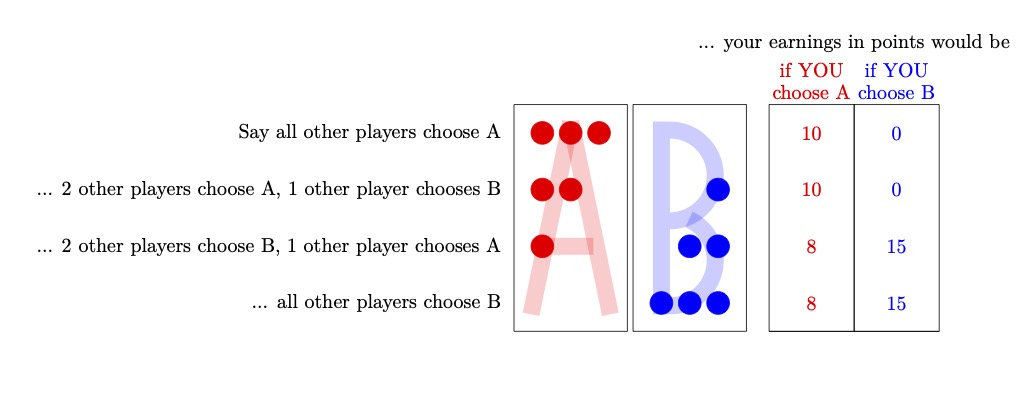 ... your earnings in points would be
if YOU if YOU
choose A choose B
Say all other players choose A 10 0
... 2 other players choose A, 1 other player chooses B 10 0
... 2 other players choose B, 1 other player chooses A 8 15
... all other players choose B 8 15
A B